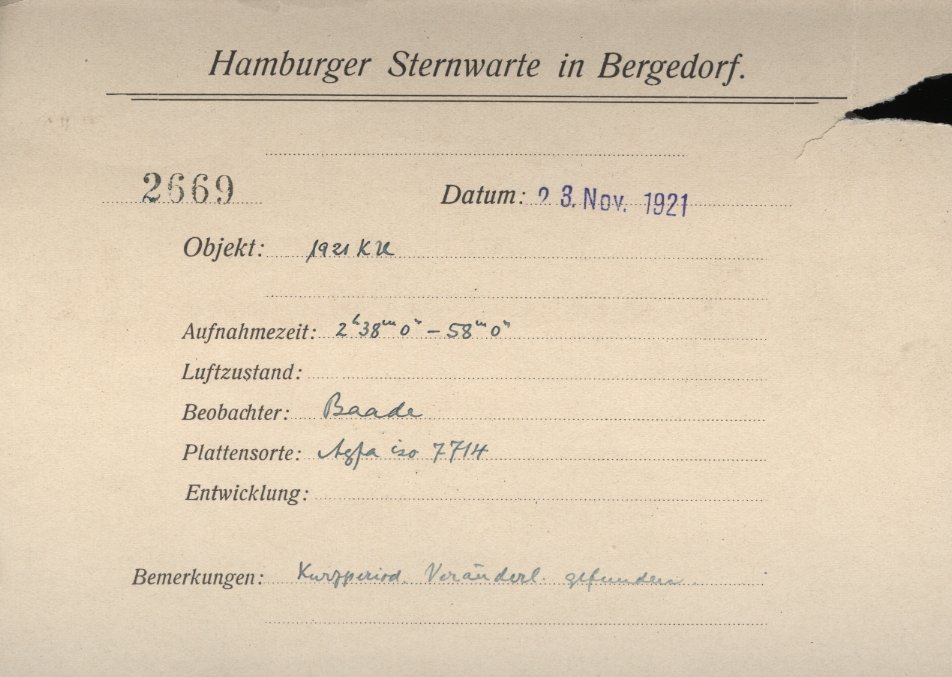 Hamburger Sternwarte in Bergedorf.
2669 Datum: 23. Nov. 1921
Objekt: 1921 KU
Aufnahmezeit: 2ʰ38ᵐ0ˢ – 58ᵐ0ˢ
Luftzustand:
Beobachter: Baade
Plattensorte: Agfa iso 7714
Entwicklung:
Bemerkungen: Kurzperiod. Veränderl. gefunden.